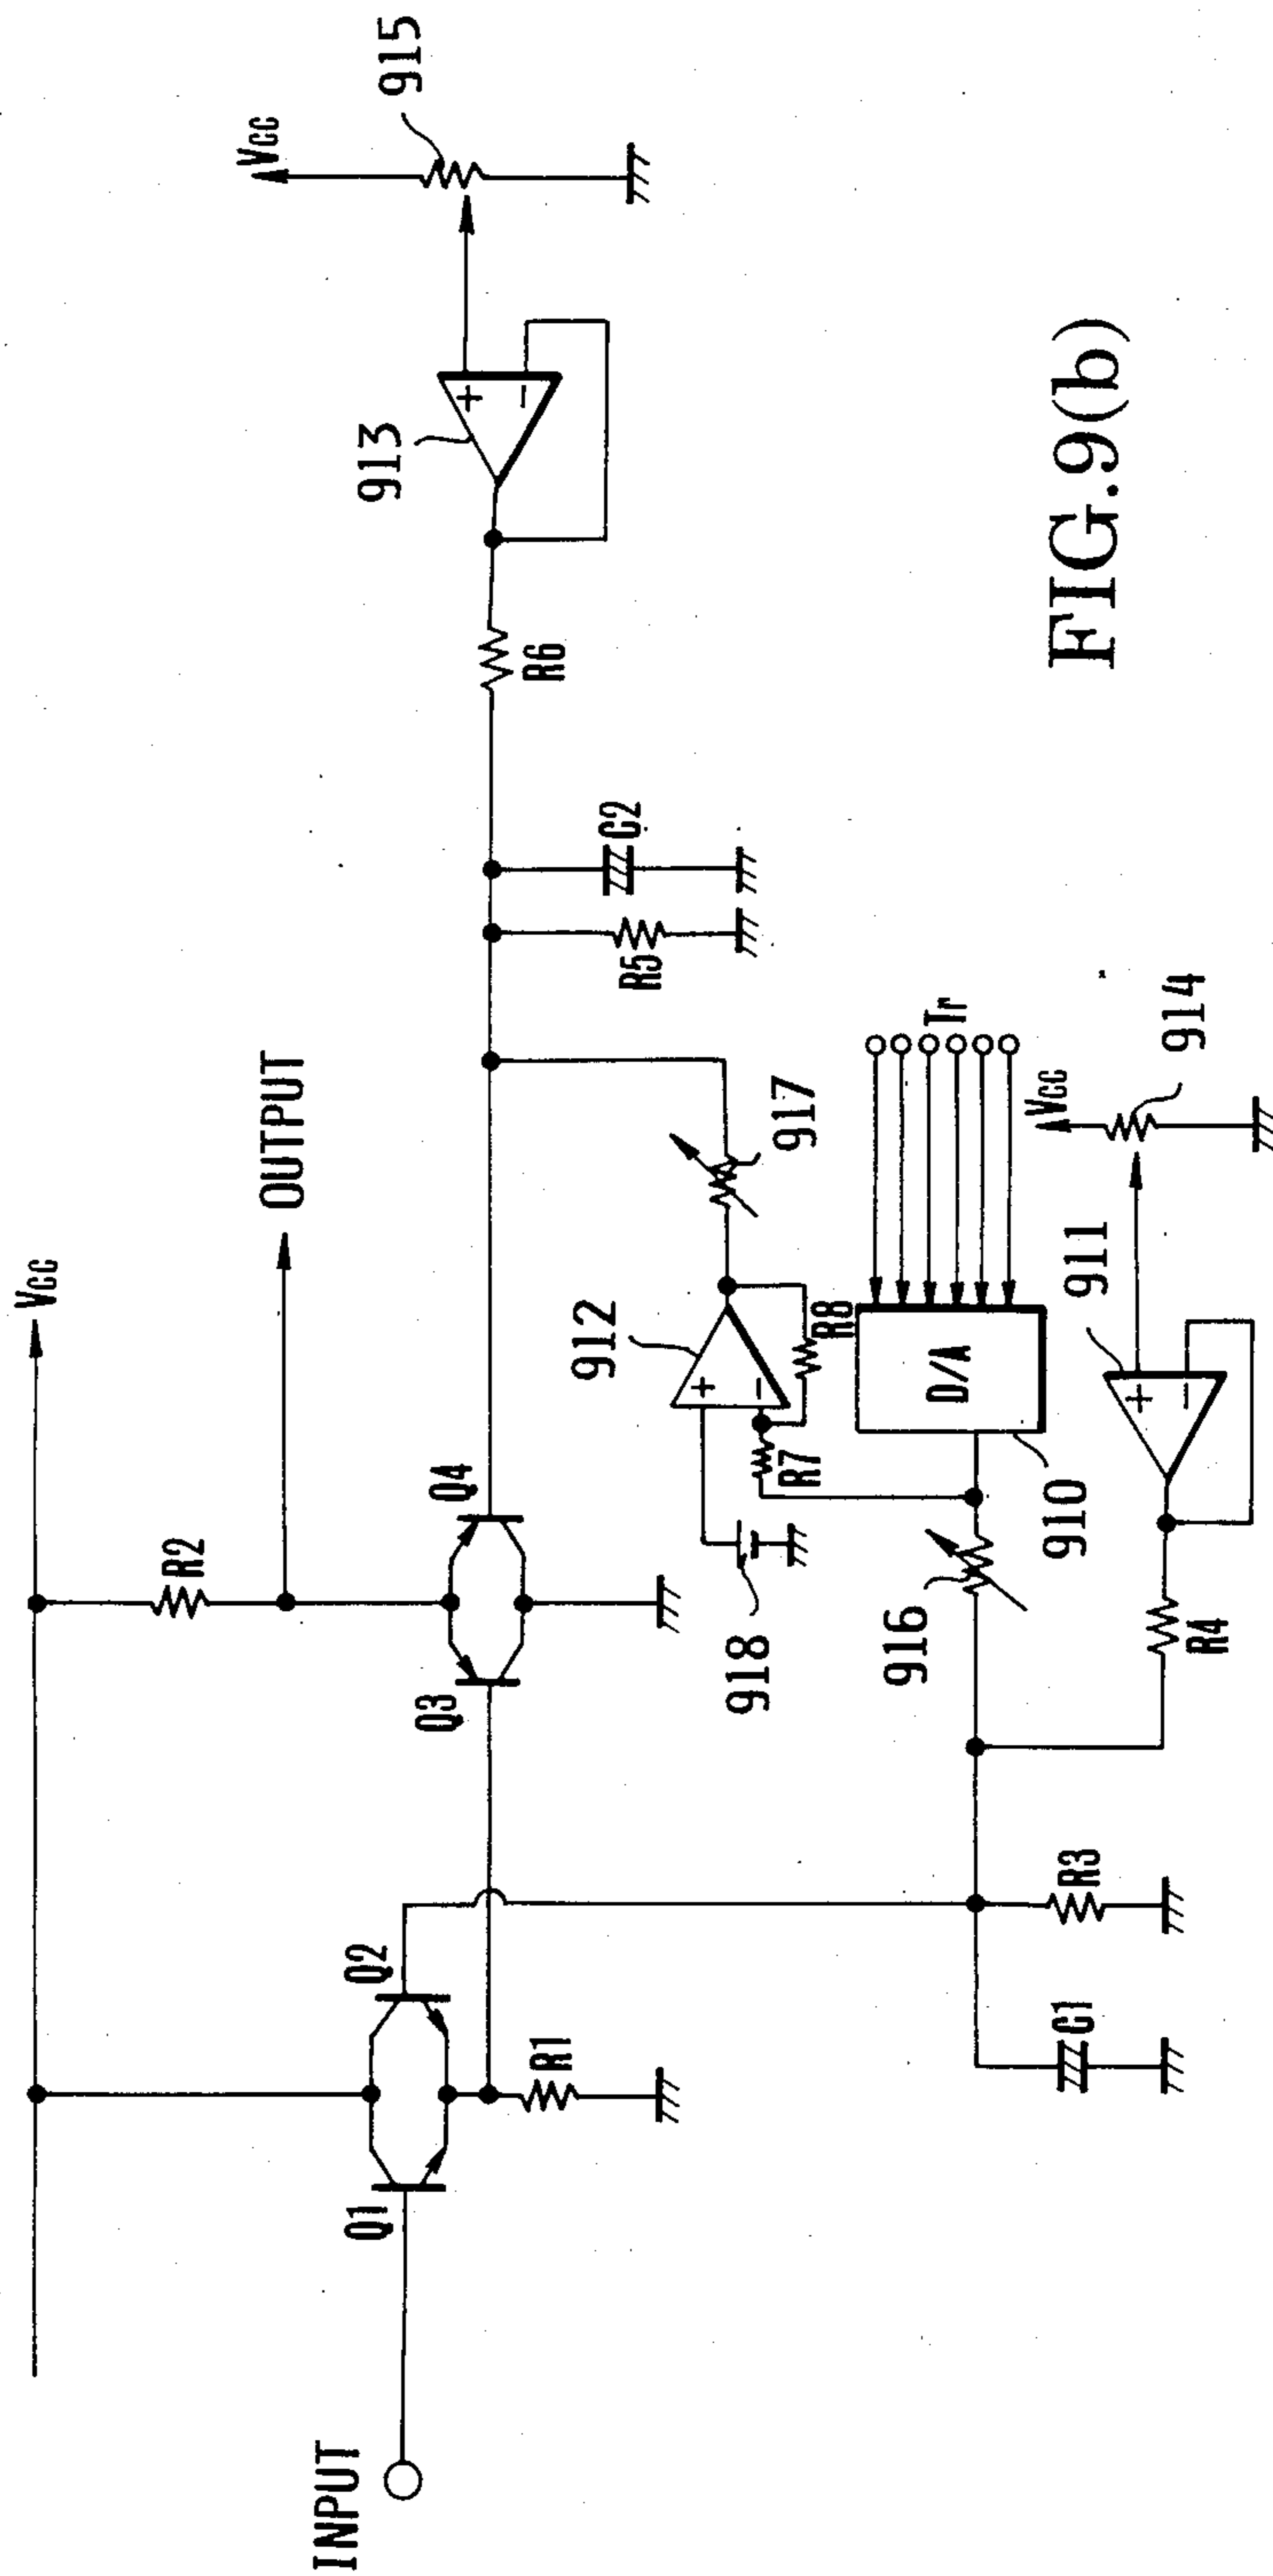 INPUT
Q1
Q2
R1
Vcc
R2
OUTPUT
Q3
Q4
C1
R3
R4
916
918
R7
+
−
912
R8
917
910
D/A
Tr
911
+
−
Vcc
914
R5
C2
R6
913
+
−
Vcc
915
FIG.9(b)